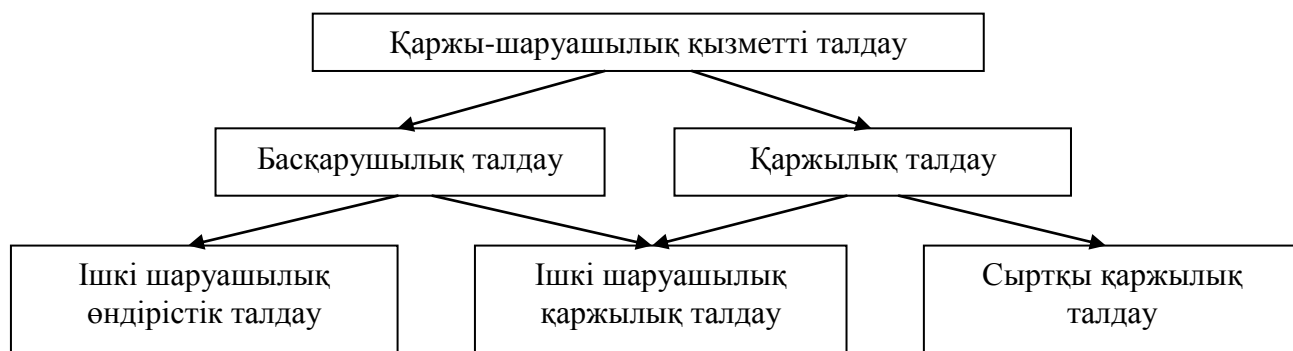 Қаржы-шаруашылық қызметті талдау
Басқарушылық талдау
Қаржылық талдау
Ішкі шаруашылық
өндірістік талдау
Ішкі шаруашылық
қаржылық талдау
Сыртқы қаржылық
талдау